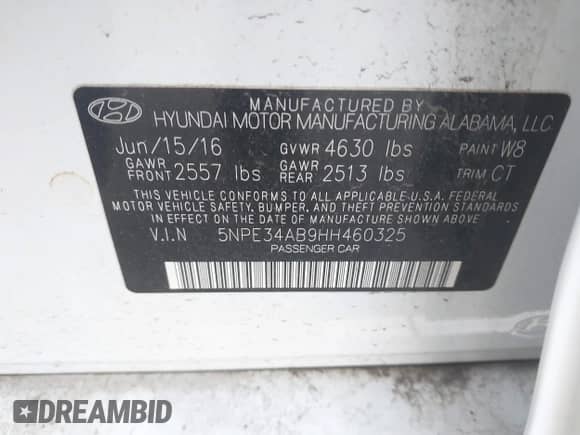 MANUFACTURED BY
HYUNDAI MOTOR MANUFACTURING ALABAMA, LLC
Jun/15/16 GVWR 4630 lbs PAINT W8
GAWR FRONT 2557 lbs GAWR REAR 2513 lbs TRIM CT
THIS VEHICLE CONFORMS TO ALL APPLICABLE U.S.A. FEDERAL
MOTOR VEHICLE SAFETY, BUMPER, AND THEFT PREVENTION STANDARDS
IN EFFECT ON THE DATE OF MANUFACTURE SHOWN ABOVE.
V.I.N 5NPE34AB9HH460325
PASSENGER CAR
DREAMBID